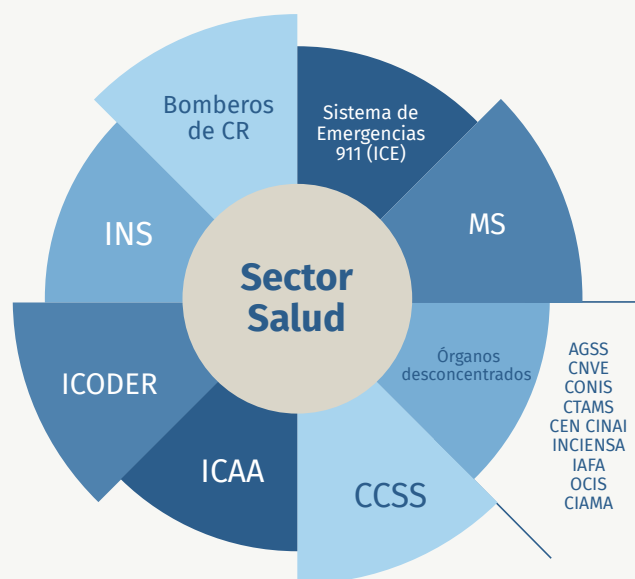 Bomberos
de CR
Sistema de
Emergencias
911 (ICE)
MS
Órganos
desconcentrados
AGSS
CNVE
CONIS
CTAMS
CEN CINAI
INCIENSA
IAFA
OCIS
CIAMA
CCSS
ICAA
ICODER
INS
Sector
Salud